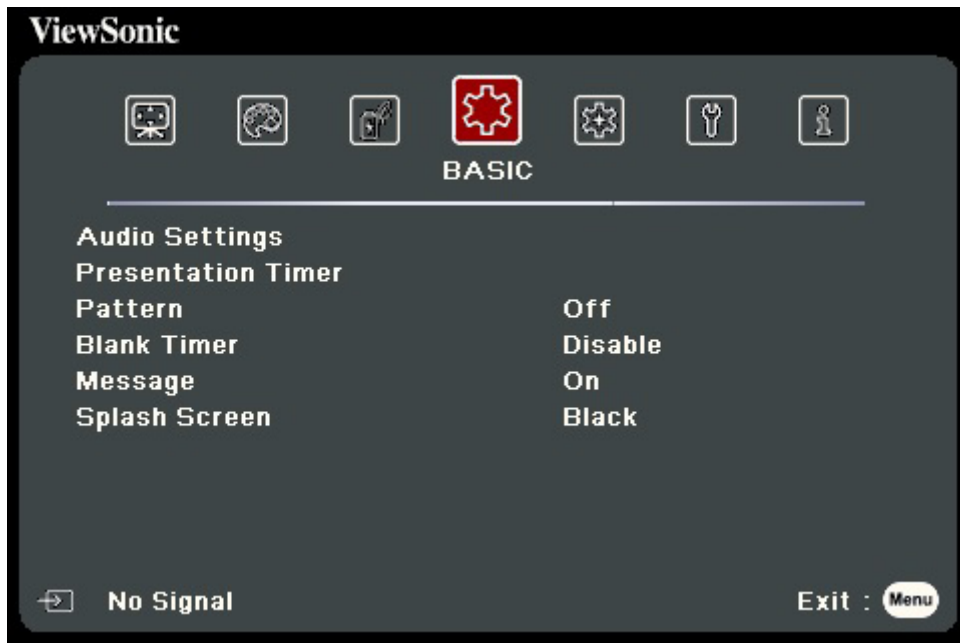 ViewSonic
BASIC
Audio Settings
Presentation Timer
Pattern Off
Blank Timer Disable
Message On
Splash Screen Black
No Signal Exit : Menu